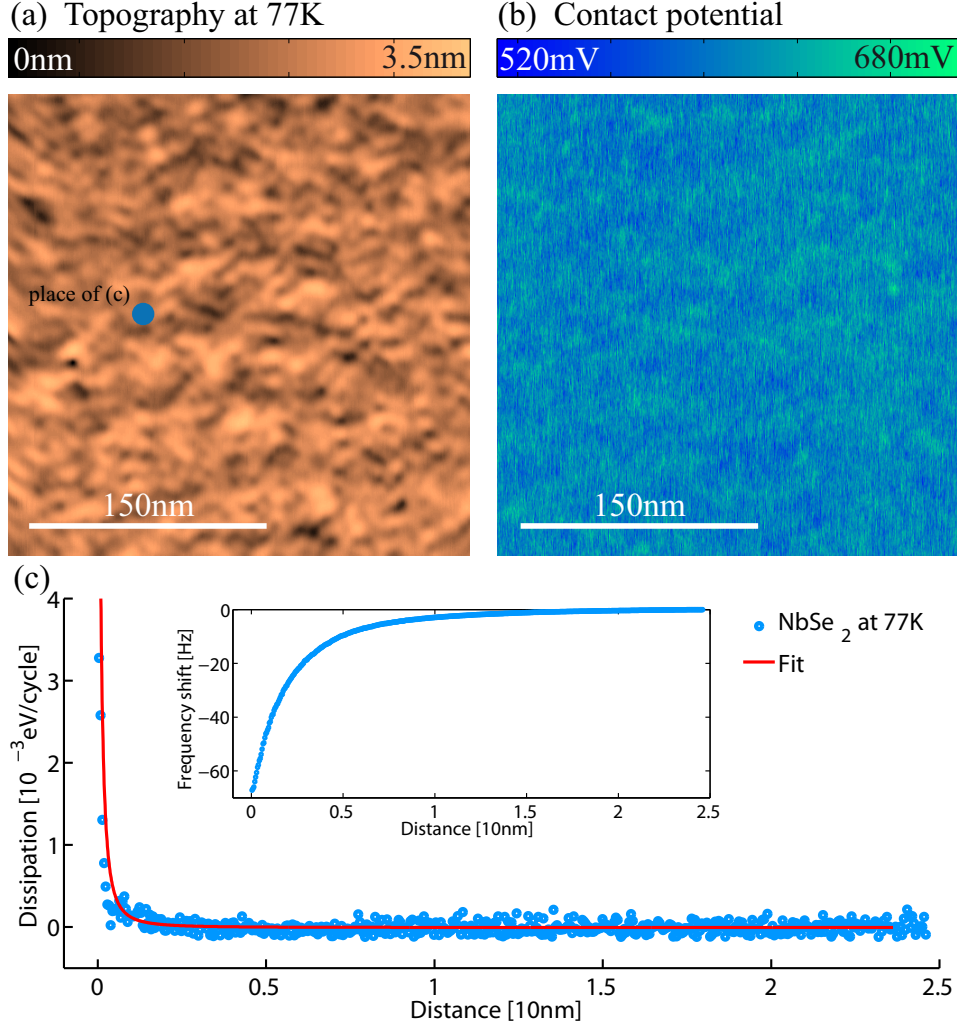 (a) Topography at 77K
0nm 3.5nm
place of (c)
150nm
(b) Contact potential
520mV 680mV
150nm
(c)
Dissipation [10 −3 eV/cycle]
4
3
2
1
0
0 0.5 1 1.5 2 2.5
Distance [10nm]
Frequency shift [Hz]
0
−20
−40
−60
0 0.5 1 1.5 2 2.5
Distance [10nm]
NbSe 2 at 77K
Fit